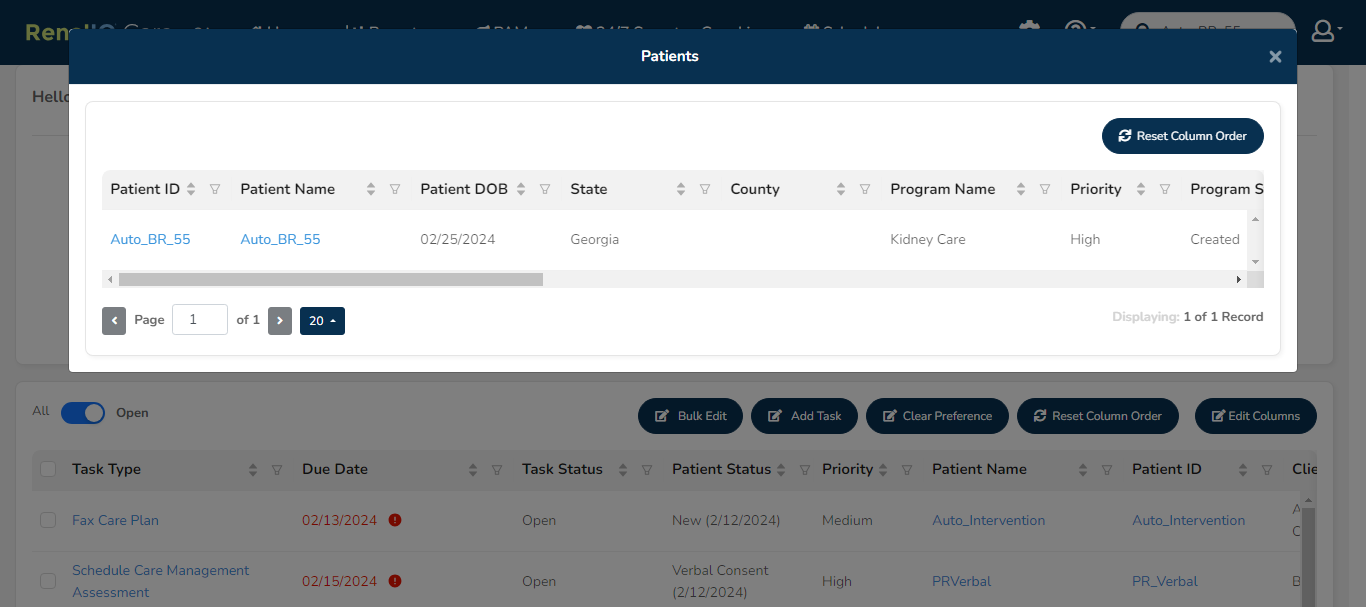 Patients
Hello
Reset Column Order
Patient ID Patient Name Patient DOB State County Program Name Priority Program S
Auto_BR_55 Auto_BR_55 02/25/2024 Georgia Kidney Care High Created
Page 1 of 1 20 Displaying: 1 of 1 Record
All Open Bulk Edit Add Task Clear Preference Reset Column Order Edit Columns
Task Type Due Date Task Status Patient Status Priority Patient Name Patient ID Clie
Fax Care Plan 02/13/2024 Open New (2/12/2024) Medium Auto_Intervention Auto_Intervention A
C
Schedule Care Management
Assessment 02/15/2024 Open Verbal Consent
(2/12/2024) High PRVerbal PR_Verbal B